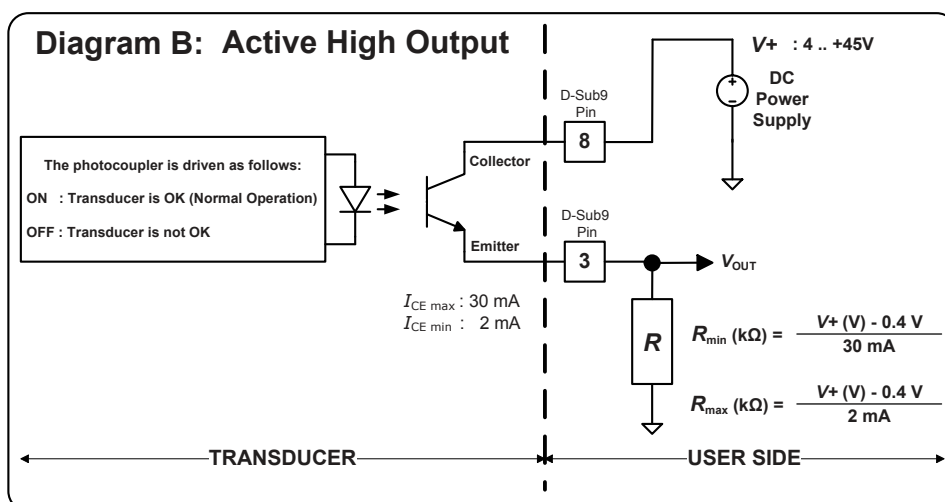 Diagram B: Active High Output
V+ : 4 .. +45V
DC
Power
Supply
+
−
D-Sub9
Pin
8
The photocoupler is driven as follows:
ON : Transducer is OK (Normal Operation)
OFF : Transducer is not OK
Collector
Emitter
D-Sub9
Pin
3
VOUT
ICE max : 30 mA
ICE min : 2 mA
R
Rmin (kΩ) = V+ (V) - 0.4 V
30 mA
Rmax (kΩ) = V+ (V) - 0.4 V
2 mA
TRANSDUCER
USER SIDE